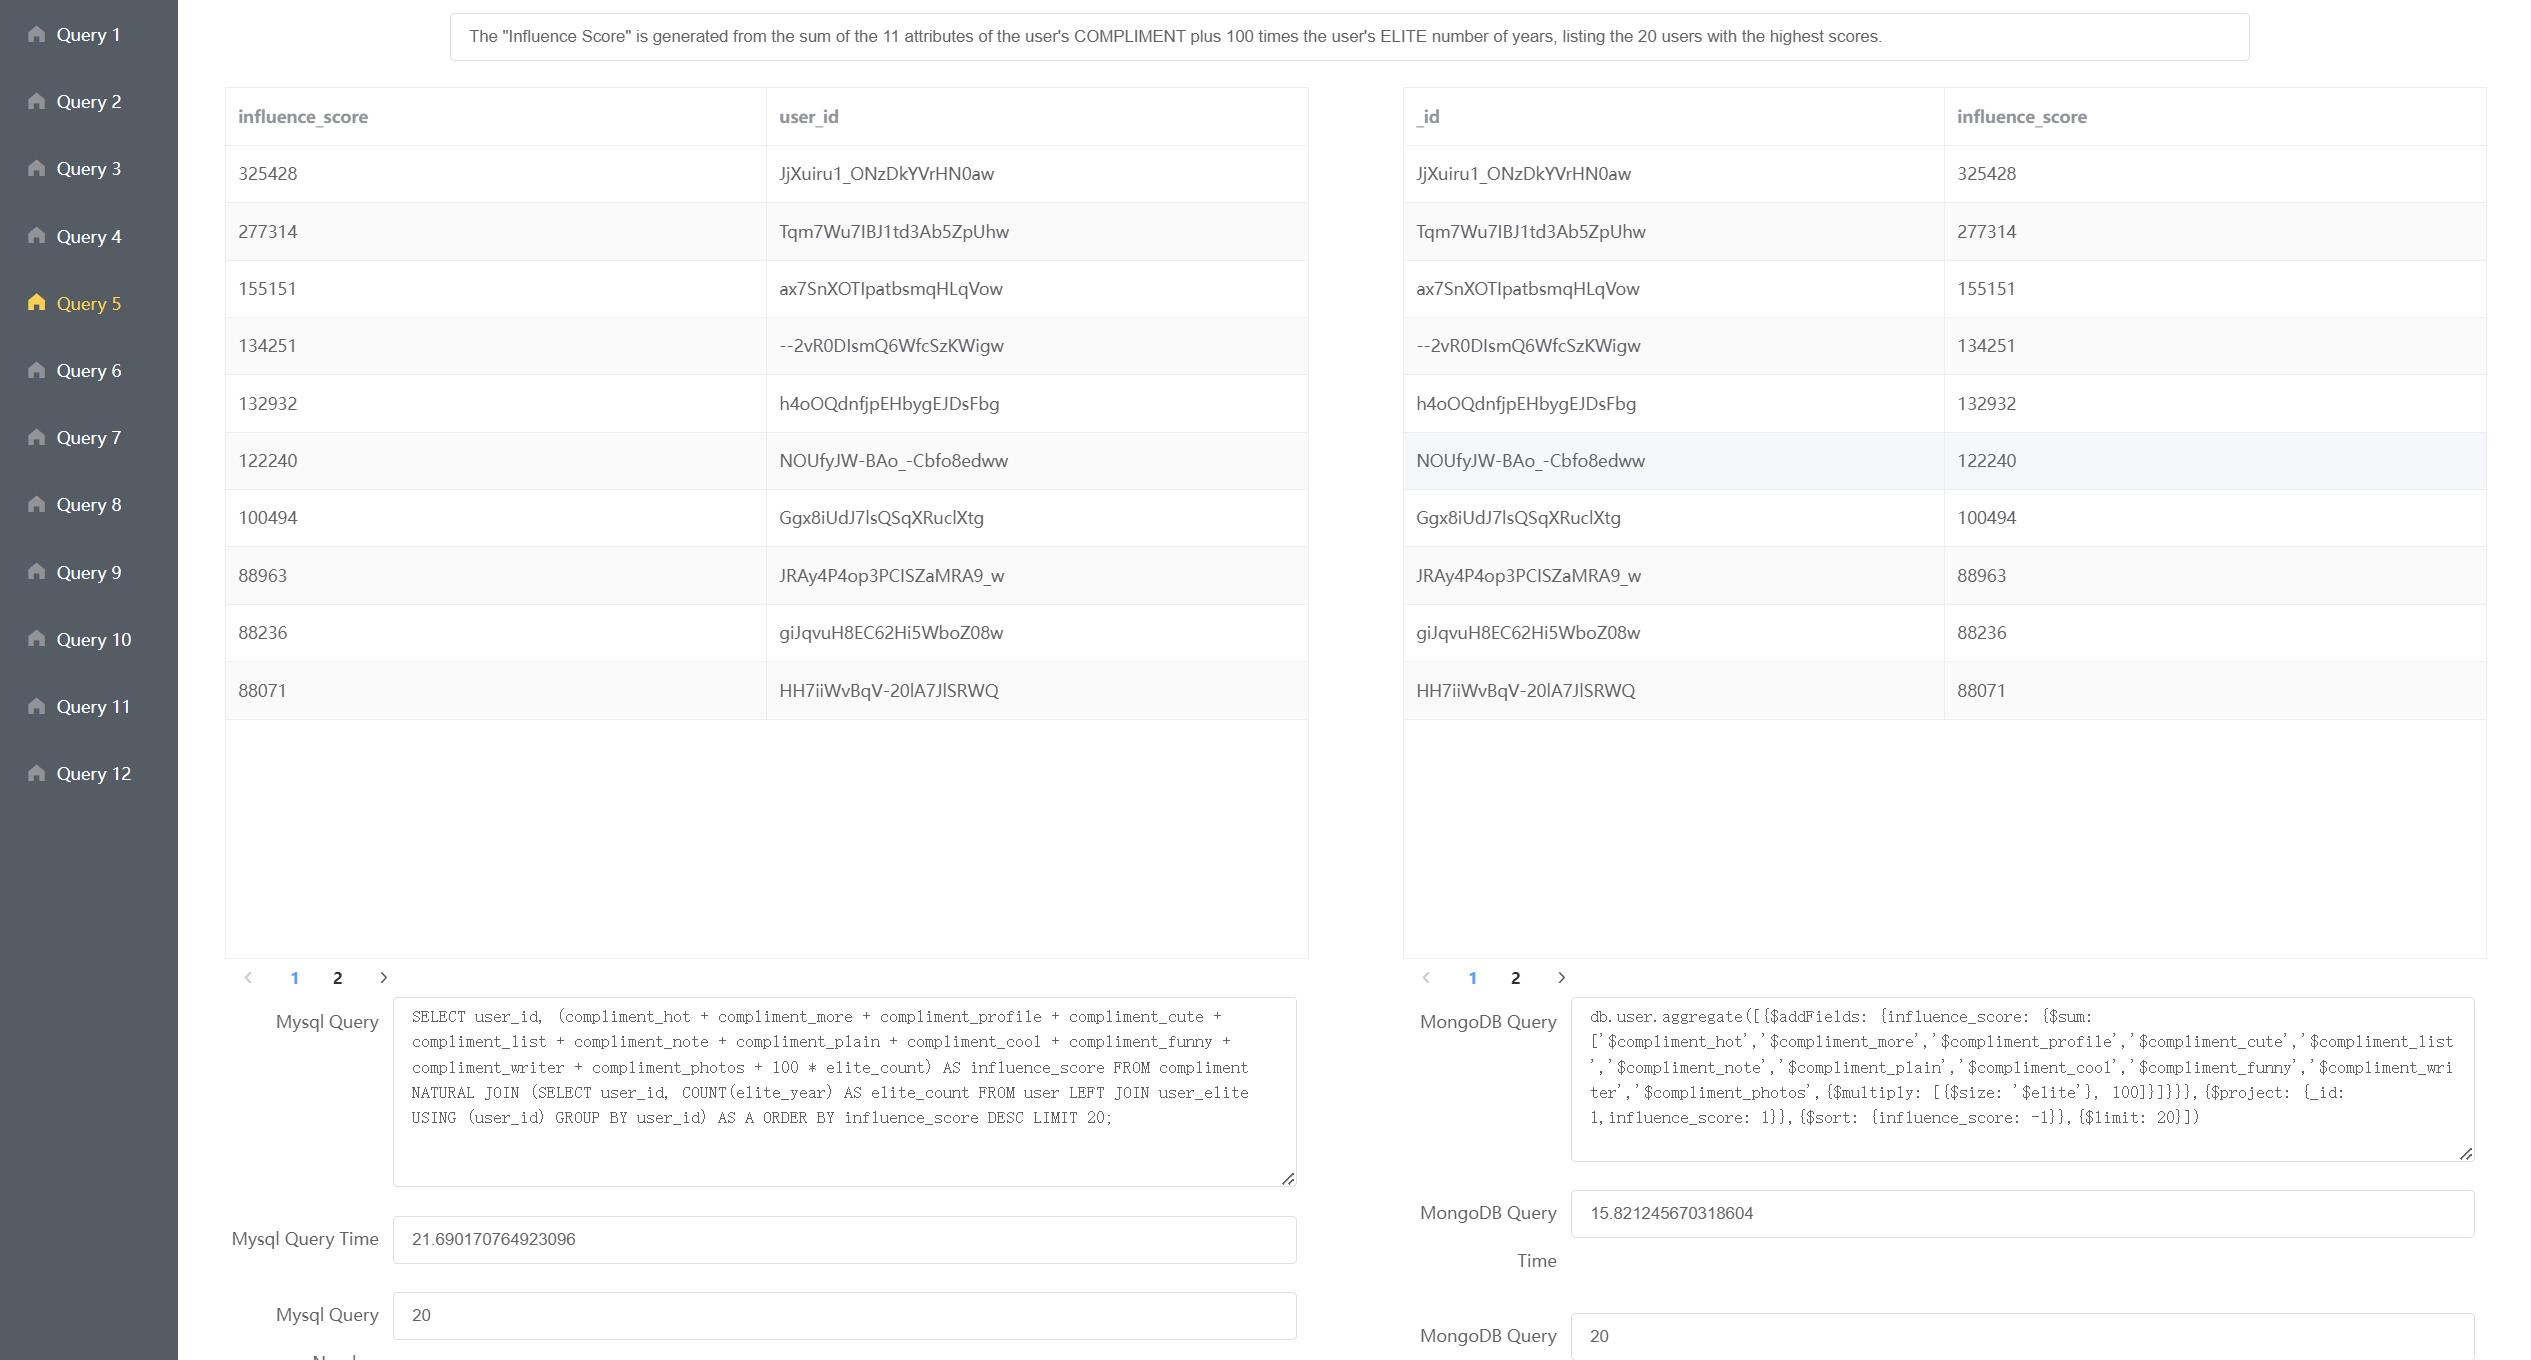 Query 1
Query 2
Query 3
Query 4
Query 5
Query 6
Query 7
Query 8
Query 9
Query 10
Query 11
Query 12
The "Influence Score" is generated from the sum of the 11 attributes of the user's COMPLIMENT plus 100 times the user's ELITE number of years, listing the 20 users with the highest scores.
influence_score user_id
325428 JjXuiru1_ONzDkYVrHN0aw
277314 Tqm7Wu7IBJ1td3Ab5ZpUhw
155151 ax7SnXOTIpatbsmqHLqVow
134251 --2vR0DIsmQ6WfcSzKWigw
132932 h4oOQdnfjpEHbygEJDsFbg
122240 NOUfyJW-BAo_-Cbfo8edww
100494 Ggx8iUdJ7lsQSqXRuclXtg
88963 JRAy4P4op3PCISZaMRA9_w
88236 giJqvuH8EC62Hi5WboZ08w
88071 HH7iiWvBqV-20lA7JlSRWQ
1 2
Mysql Query
SELECT user_id, (compliment_hot + compliment_more + compliment_profile + compliment_cute +
compliment_list + compliment_note + compliment_plain + compliment_cool + compliment_funny +
compliment_writer + compliment_photos + 100 * elite_count) AS influence_score FROM compliment
NATURAL JOIN (SELECT user_id, COUNT(elite_year) AS elite_count FROM user LEFT JOIN user_elite
USING (user_id) GROUP BY user_id) AS A ORDER BY influence_score DESC LIMIT 20;
Mysql Query Time 21.690170764923096
Mysql Query 20
_id influence_score
JjXuiru1_ONzDkYVrHN0aw 325428
Tqm7Wu7IBJ1td3Ab5ZpUhw 277314
ax7SnXOTIpatbsmqHLqVow 155151
--2vR0DIsmQ6WfcSzKWigw 134251
h4oOQdnfjpEHbygEJDsFbg 132932
NOUfyJW-BAo_-Cbfo8edww 122240
Ggx8iUdJ7lsQSqXRuclXtg 100494
JRAy4P4op3PCISZaMRA9_w 88963
giJqvuH8EC62Hi5WboZ08w 88236
HH7iiWvBqV-20lA7JlSRWQ 88071
1 2
MongoDB Query
db.user.aggregate([{$addFields: {influence_score: {$sum:
['$compliment_hot','$compliment_more','$compliment_profile','$compliment_cute','$compliment_list
','$compliment_note','$compliment_plain','$compliment_cool','$compliment_funny','$compliment_wri
ter','$compliment_photos',{$multiply: [{$size: '$elite'}, 100]}]}}},{$project: {_id:
1,influence_score: 1}},{$sort: {influence_score: -1}},{$limit: 20}])
MongoDB Query 15.821245670318604
Time
MongoDB Query 20